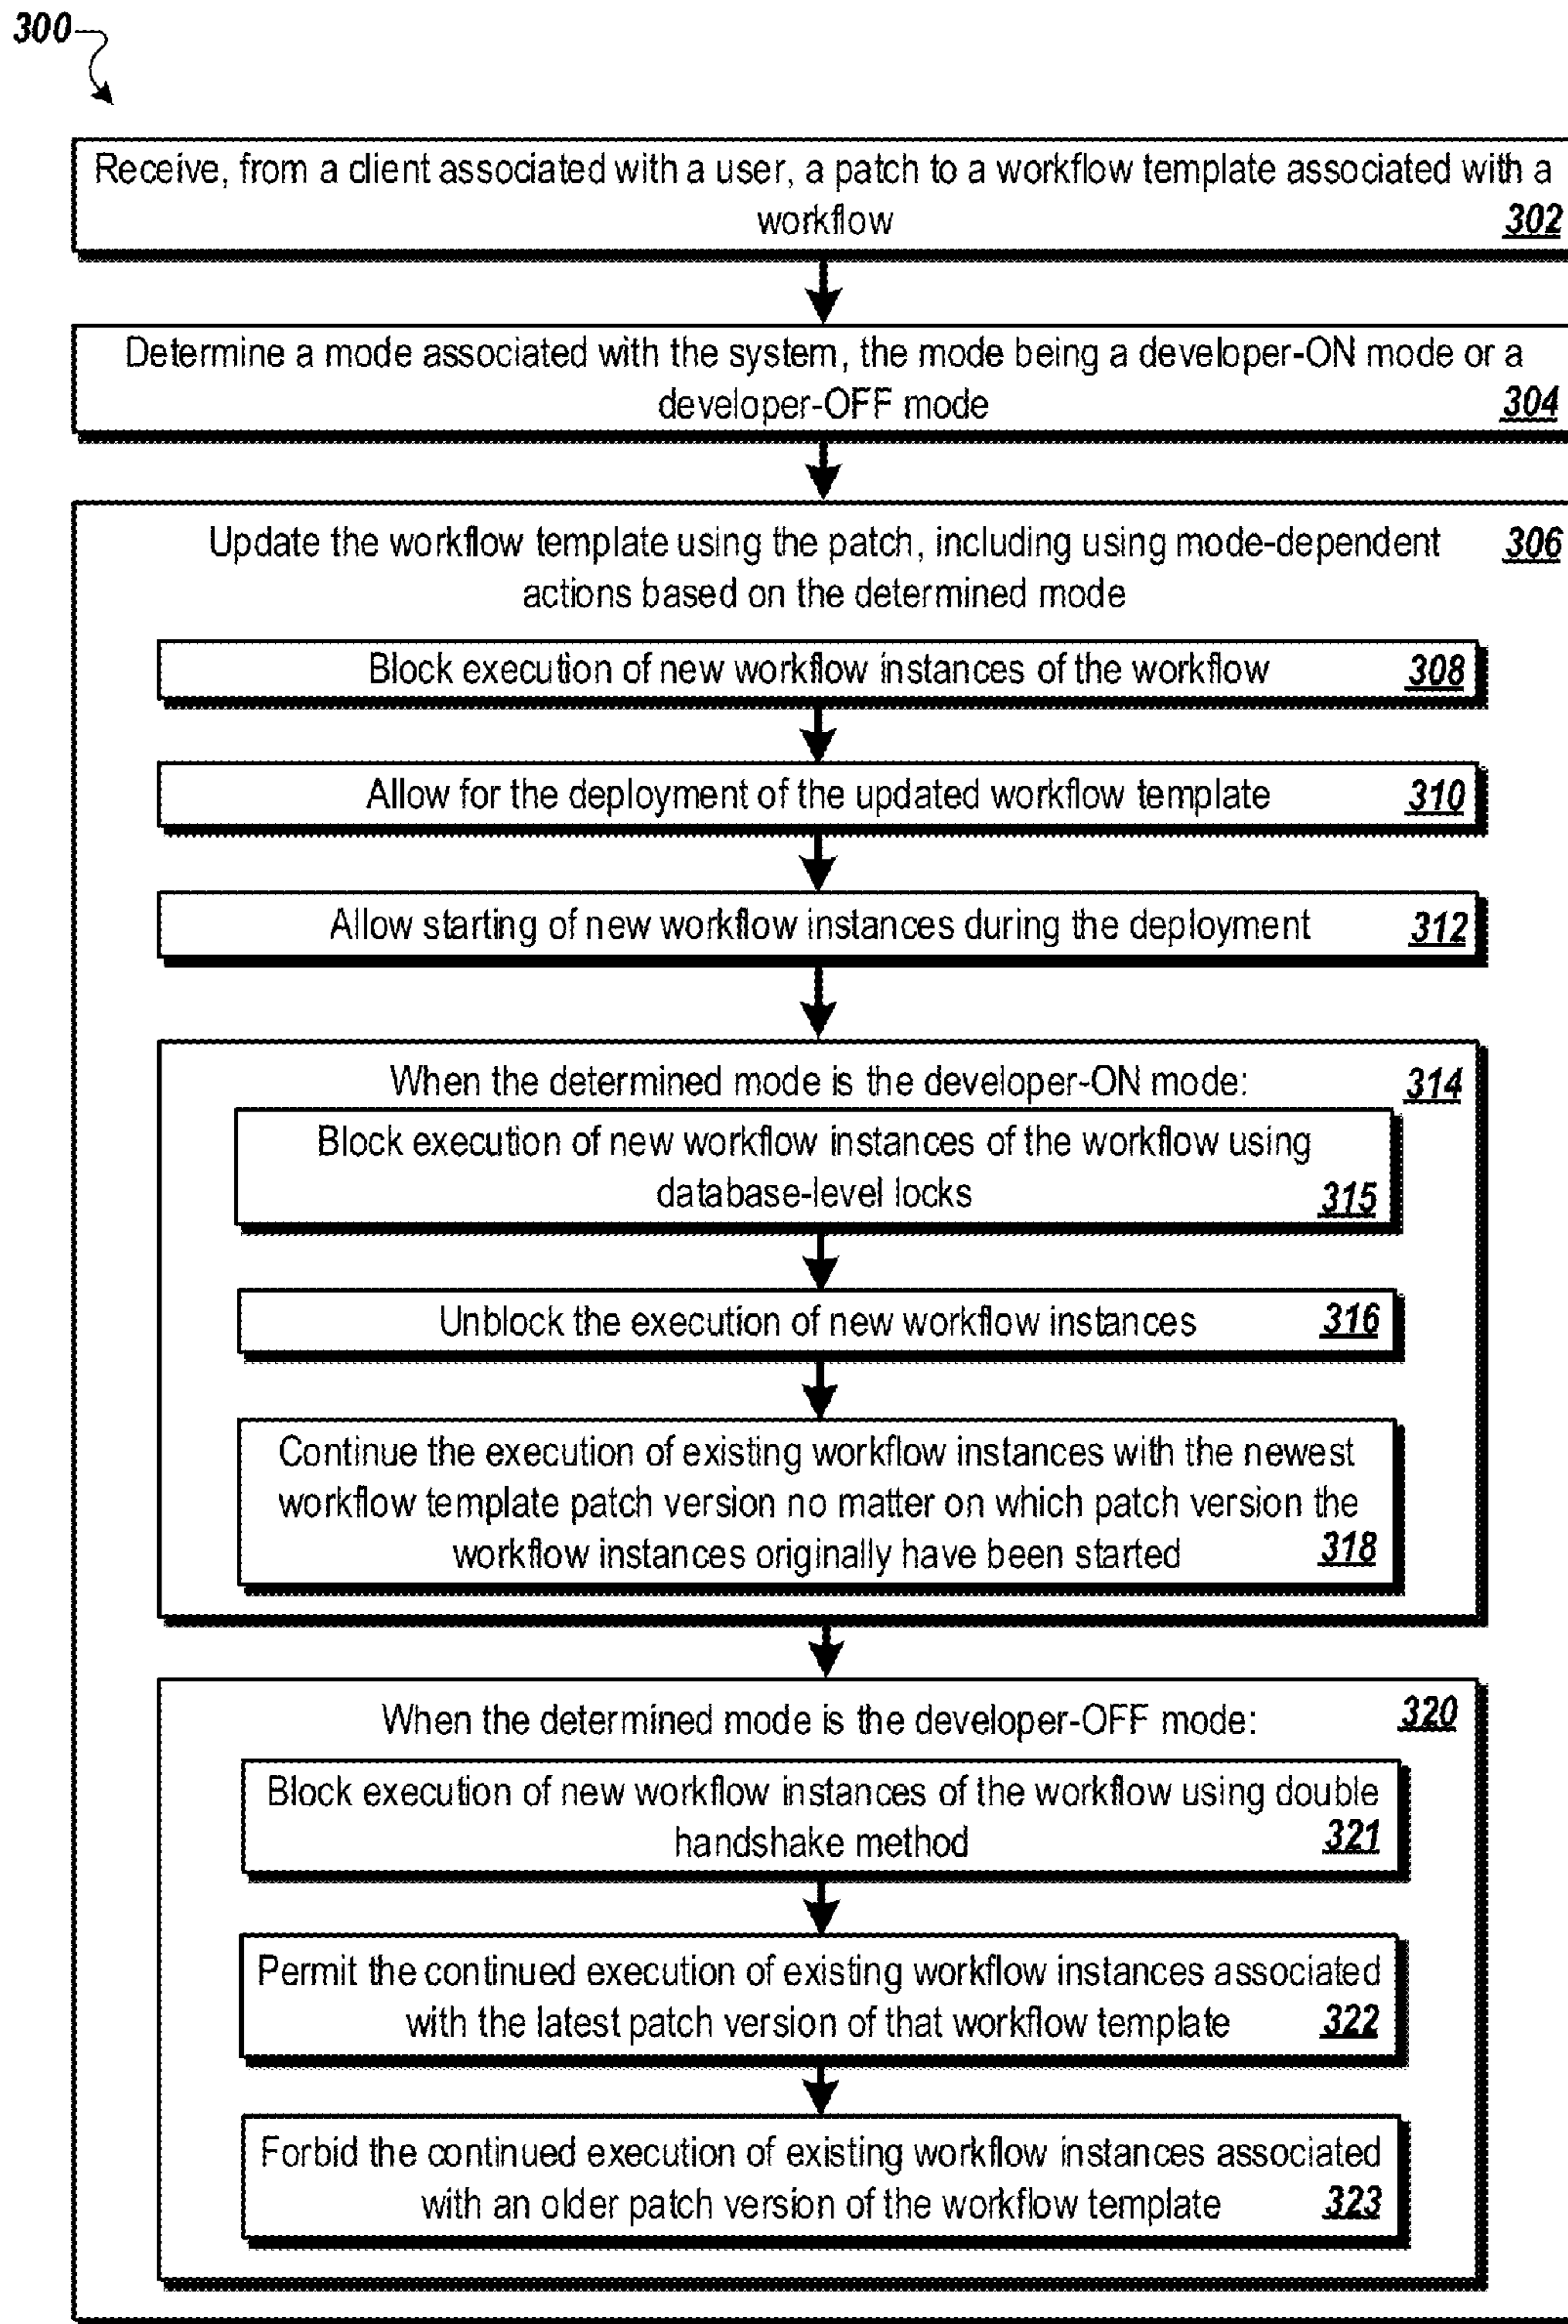 300
Receive, from a client associated with a user, a patch to a workflow template associated with a
workflow
302
Determine a mode associated with the system, the mode being a developer-ON mode or a
developer-OFF mode
304
Update the workflow template using the patch, including using mode-dependent
306
actions based on the determined mode
Block execution of new workflow instances of the workflow
308
Allow for the deployment of the updated workflow template
310
Allow starting of new workflow instances during the deployment
312
When the determined mode is the developer-ON mode:
314
Block execution of new workflow instances of the workflow using
database-level locks
315
Unblock the execution of new workflow instances
316
Continue the execution of existing workflow instances with the newest
workflow template patch version no matter on which patch version the
workflow instances originally have been started
318
When the determined mode is the developer-OFF mode:
320
Block execution of new workflow instances of the workflow using double
handshake method
321
Permit the continued execution of existing workflow instances associated
with the latest patch version of that workflow template
322
Forbid the continued execution of existing workflow instances associated
with an older patch version of the workflow template
323